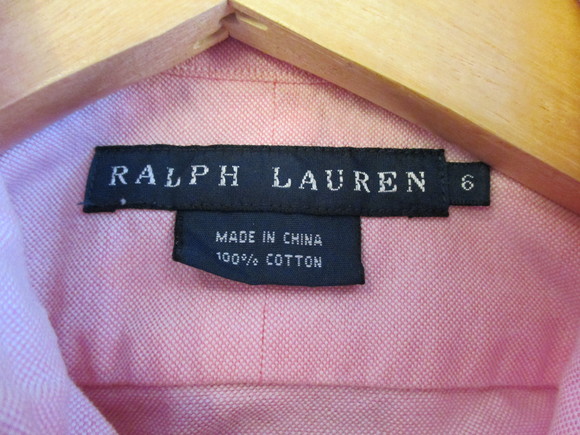 RALPH LAUREN 6
MADE IN CHINA
100% COTTON